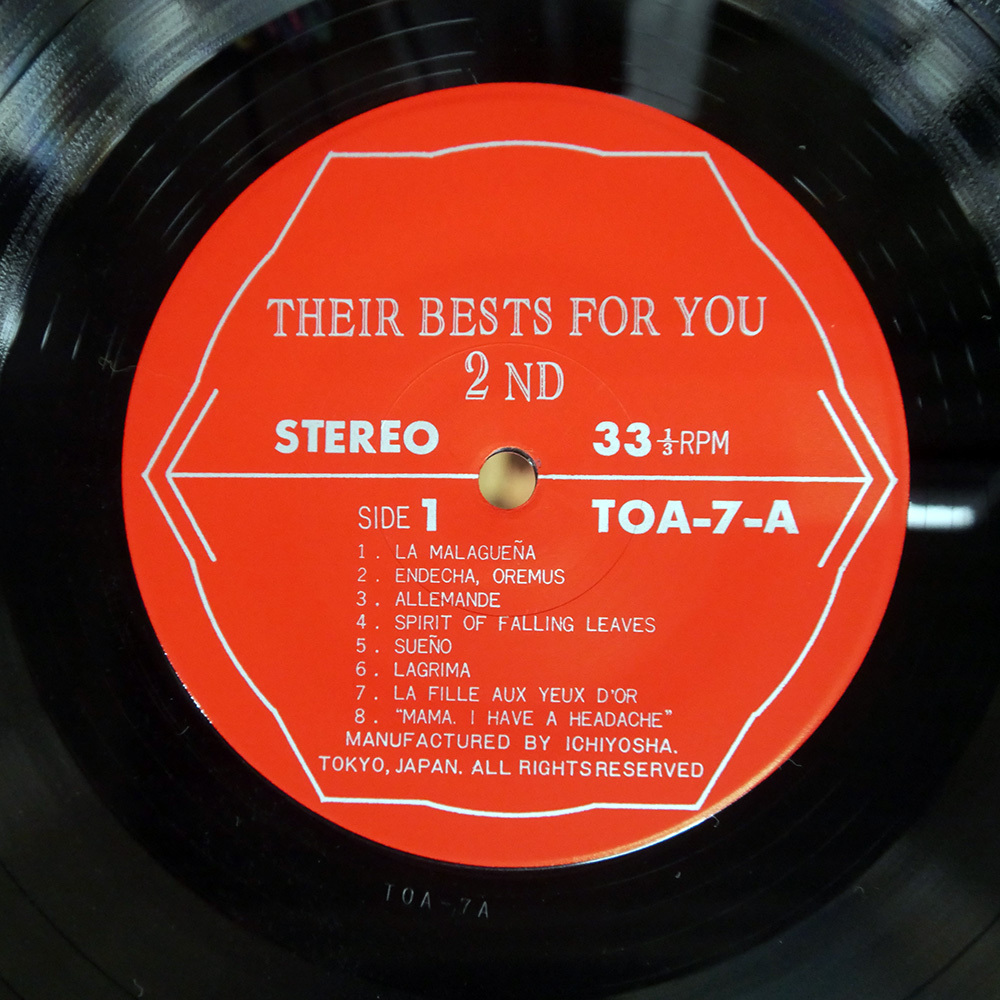 THEIR BESTS FOR YOU
2 ND
STEREO 33 1/3 RPM
SIDE 1 TOA-7-A
1. LA MALAGUEÑA
2. ENDECHA, OREMUS
3. ALLEMANDE
4. SPIRIT OF FALLING LEAVES
5. SUEÑO
6. LAGRIMA
7. LA FILLE AUX YEUX D'OR
8. "MAMA. I HAVE A HEADACHE"
MANUFACTURED BY ICHIYOSHA.
TOKYO, JAPAN. ALL RIGHTS RESERVED
TOA-7A